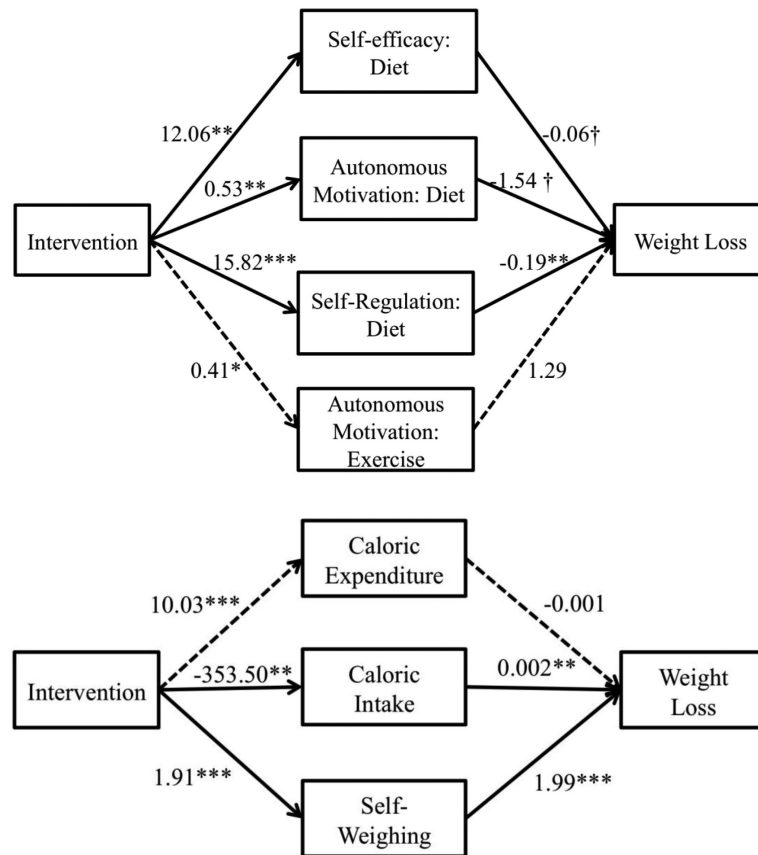 Self-efficacy:
Diet
12.06**
-0.06†
Autonomous
Motivation: Diet
0.53**
-1.54 †
Intervention
Weight Loss
15.82***
-0.19**
Self-Regulation:
Diet
0.41*
1.29
Autonomous
Motivation:
Exercise
Caloric
Expenditure
10.03***
-0.001
Intervention
-353.50**
Caloric
Intake
0.002**
Weight
Loss
1.91***
1.99***
Self-
Weighing